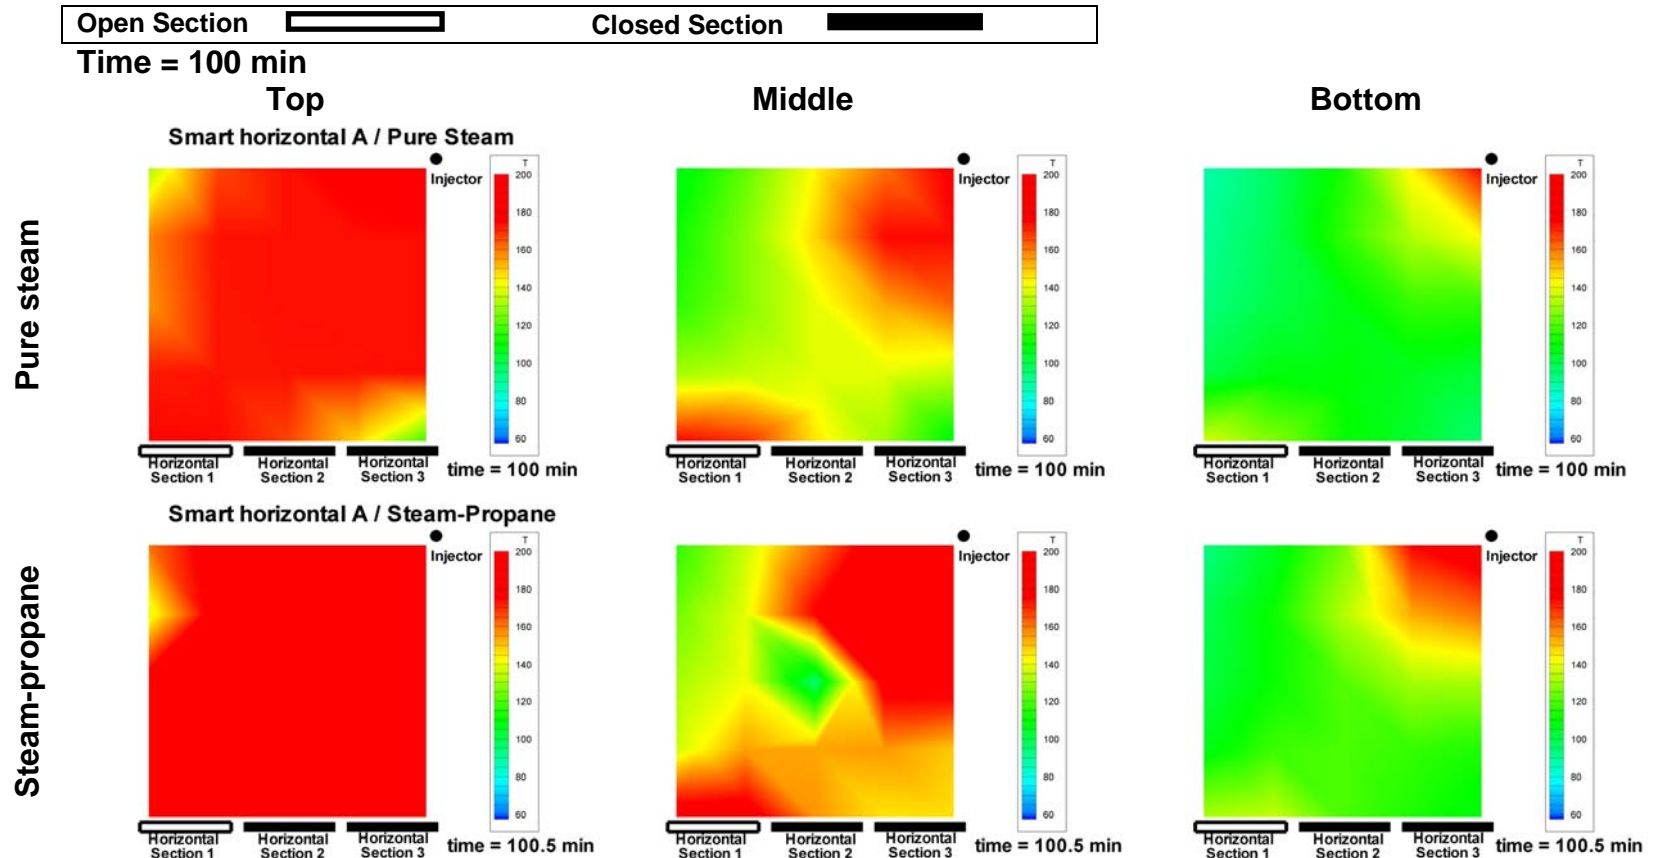 Open Section
Closed Section
Time = 100 min
Top
Middle
Bottom
Pure steam
Smart horizontal A / Pure Steam
Injector
T
200
180
160
140
120
100
80
60
Horizontal
Section 1
Horizontal
Section 2
Horizontal
Section 3
time = 100 min
Injector
T
200
180
160
140
120
100
80
60
Horizontal
Section 1
Horizontal
Section 2
Horizontal
Section 3
time = 100 min
Injector
T
200
180
160
140
120
100
80
60
Horizontal
Section 1
Horizontal
Section 2
Horizontal
Section 3
time = 100 min
Steam-propane
Smart horizontal A / Steam-Propane
Injector
T
200
180
160
140
120
100
80
60
Horizontal
Section 1
Horizontal
Section 2
Horizontal
Section 3
time = 100.5 min
Injector
T
200
180
160
140
120
100
80
60
Horizontal
Section 1
Horizontal
Section 2
Horizontal
Section 3
time = 100.5 min
Injector
T
200
180
160
140
120
100
80
60
Horizontal
Section 1
Horizontal
Section 2
Horizontal
Section 3
time = 100.5 min